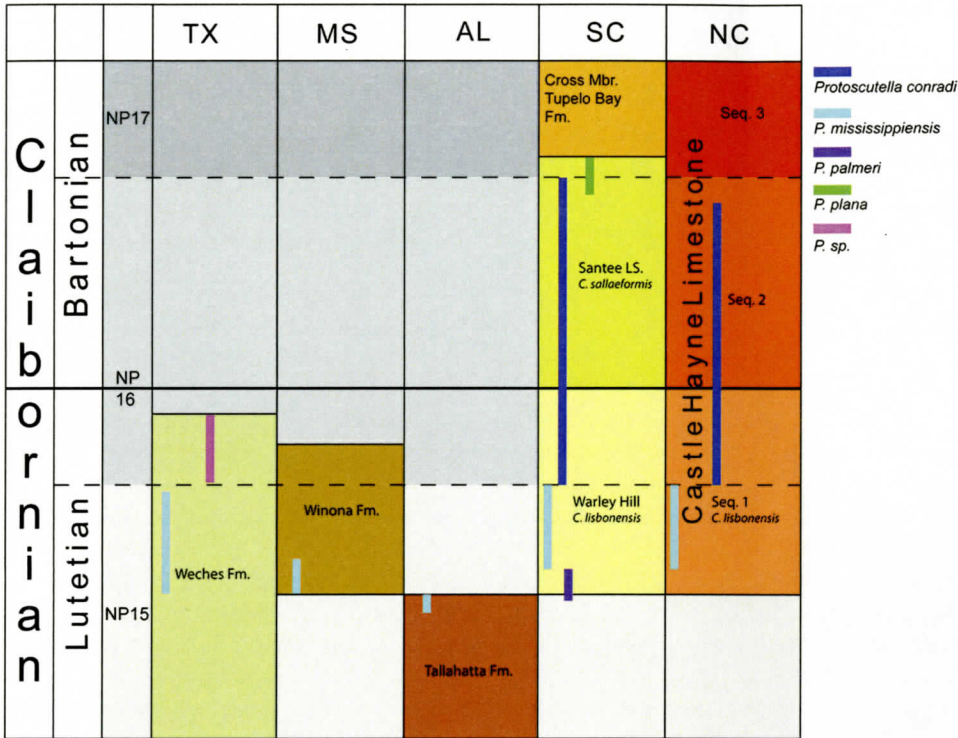 TX
MS
AL
SC
NC
Claibornian
Bartonian
Lutetian
NP17
NP
16
NP15
Weches Fm.
Winona Fm.
Tallahatta Fm.
Cross Mbr.
Tupelo Bay
Fm.
Santee LS.
C. sallaeformis
Warley Hill
C. lisbonensis
Castle Hayne Limestone
Seq. 3
Seq. 2
Seq. 1
C. lisbonensis
Protoscutella conradi
P. mississippiensis
P. palmeri
P. plana
P. sp.